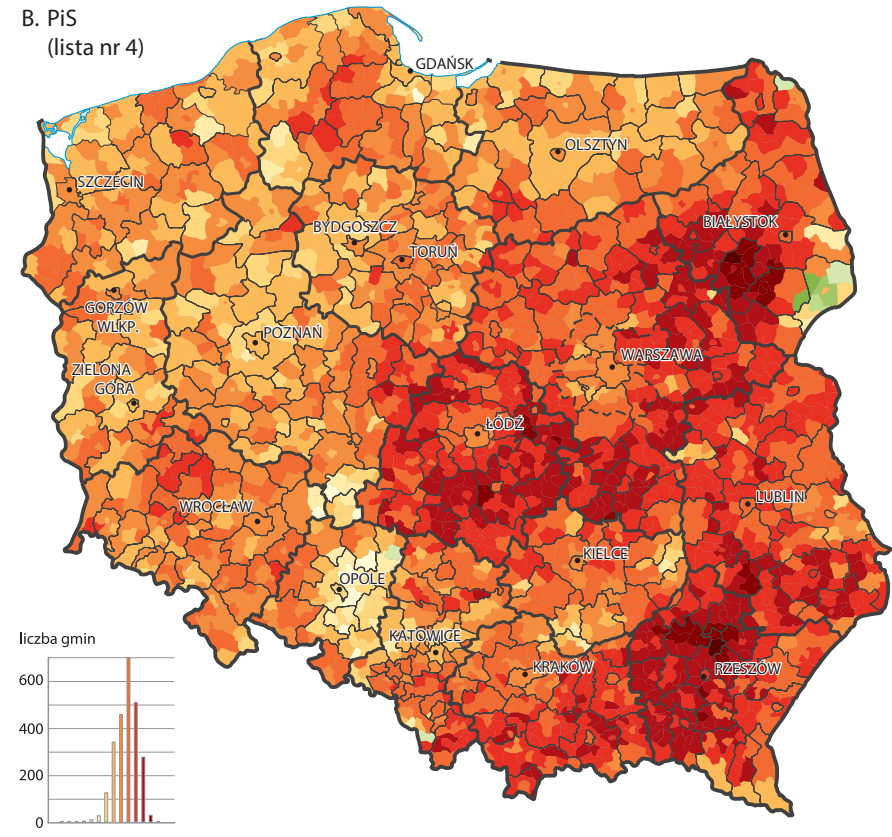 B. PiS
(lista nr 4)
GDAŃSK
OLSZTYN
SZCZECIN
BIAŁYSTOK
BYDGOSZCZ
TORUŃ
GORZÓW
WLKP.
POZNAŃ
WARSZAWA
ZIELONA
GÓRA
ŁÓDŹ
LUBLIN
WROCŁAW
KIELCE
OPOLE
KATOWICE
KRAKÓW
RZESZÓW
liczba gmin
600
400
200
0